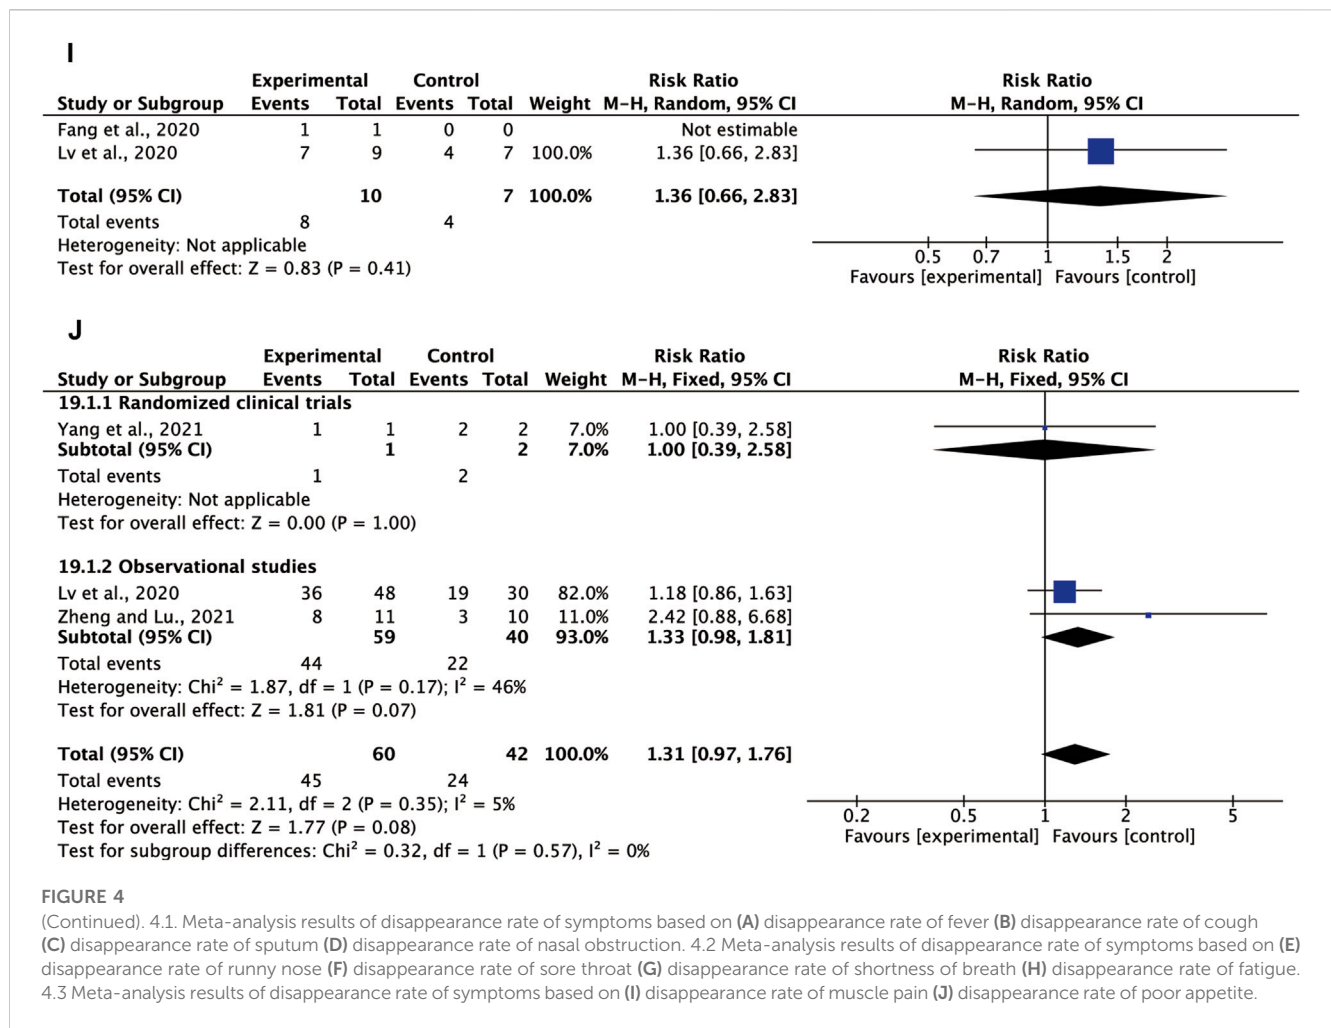 I
Experimental Control Risk Ratio Risk Ratio
Study or Subgroup Events Total Events Total Weight M-H, Random, 95% CI M-H, Random, 95% CI
Fang et al., 2020 1 1 0 0 Not estimable
Lv et al., 2020 7 9 4 7 100.0% 1.36 [0.66, 2.83]
Total (95% CI) 10 7 100.0% 1.36 [0.66, 2.83]
Total events 8 4
Heterogeneity: Not applicable
Test for overall effect: Z = 0.83 (P = 0.41)
0.5 0.7 1 1.5 2
Favours [experimental] Favours [control]
J
Experimental Control Risk Ratio Risk Ratio
Study or Subgroup Events Total Events Total Weight M-H, Fixed, 95% CI M-H, Fixed, 95% CI
19.1.1 Randomized clinical trials
Yang et al., 2021 1 1 2 2 7.0% 1.00 [0.39, 2.58]
Subtotal (95% CI) 1 2 7.0% 1.00 [0.39, 2.58]
Total events 1 2
Heterogeneity: Not applicable
Test for overall effect: Z = 0.00 (P = 1.00)
19.1.2 Observational studies
Lv et al., 2020 36 48 19 30 82.0% 1.18 [0.86, 1.63]
Zheng and Lu., 2021 8 11 3 10 11.0% 2.42 [0.88, 6.68]
Subtotal (95% CI) 59 40 93.0% 1.33 [0.98, 1.81]
Total events 44 22
Heterogeneity: Chi² = 1.87, df = 1 (P = 0.17); I² = 46%
Test for overall effect: Z = 1.81 (P = 0.07)
Total (95% CI) 60 42 100.0% 1.31 [0.97, 1.76]
Total events 45 24
Heterogeneity: Chi² = 2.11, df = 2 (P = 0.35); I² = 5%
Test for overall effect: Z = 1.77 (P = 0.08)
Test for subgroup differences: Chi² = 0.32, df = 1 (P = 0.57), I² = 0%
0.2 0.5 1 2 5
Favours [experimental] Favours [control]
FIGURE 4
(Continued). 4.1. Meta-analysis results of disappearance rate of symptoms based on (A) disappearance rate of fever (B) disappearance rate of cough
(C) disappearance rate of sputum (D) disappearance rate of nasal obstruction. 4.2 Meta-analysis results of disappearance rate of symptoms based on (E)
disappearance rate of runny nose (F) disappearance rate of sore throat (G) disappearance rate of shortness of breath (H) disappearance rate of fatigue.
4.3 Meta-analysis results of disappearance rate of symptoms based on (I) disappearance rate of muscle pain (J) disappearance rate of poor appetite.